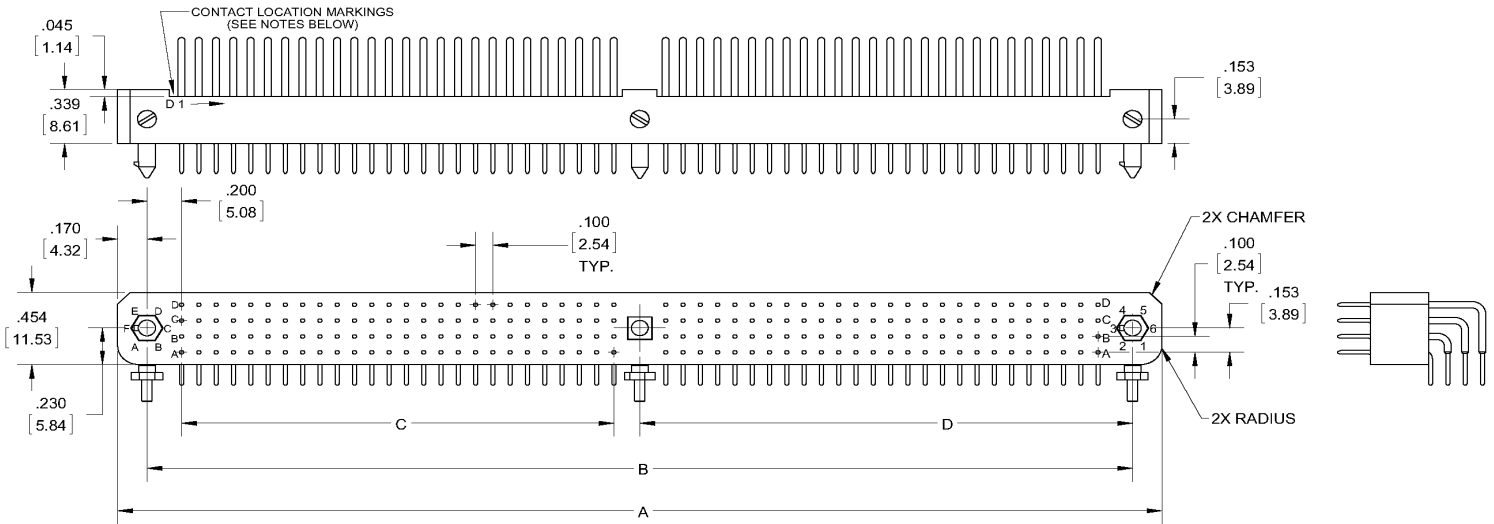 CONTACT LOCATION MARKINGS
(SEE NOTES BELOW)
.045
[1.14]
.339
[8.61]
D 1
.153
[3.89]
.200
[5.08]
.170
[4.32]
.100
[2.54]
TYP.
2X CHAMFER
.100
[2.54]
TYP.
.153
[3.89]
.454
[11.53]
.230
[5.84]
E D
F C
A B
D
C
B
A
D
C
B
A
4 5
3 6
2 1
2X RADIUS
C
D
B
A